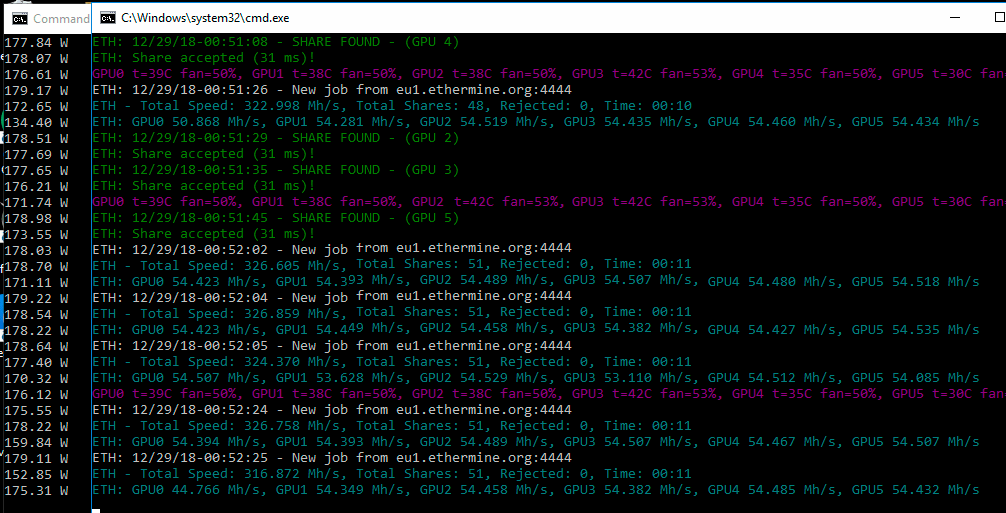 Command
C:\Windows\system32\cmd.exe
177.84 W
178.07 W
176.61 W
179.17 W
172.65 W
134.40 W
178.51 W
177.69 W
177.65 W
176.21 W
171.74 W
178.98 W
173.55 W
178.03 W
178.70 W
171.11 W
179.22 W
178.54 W
178.22 W
178.64 W
177.40 W
170.32 W
176.12 W
175.55 W
178.22 W
159.84 W
179.11 W
152.85 W
175.31 W
ETH: 12/29/18-00:51:08 - SHARE FOUND - (GPU 4)
ETH: Share accepted (31 ms)!
GPU0 t=39C fan=50%, GPU1 t=38C fan=50%, GPU2 t=38C fan=50%, GPU3 t=42C fan=53%, GPU4 t=35C fan=50%, GPU5 t=30C fan=
ETH: 12/29/18-00:51:26 - New job from eu1.ethermine.org:4444
ETH - Total Speed: 322.998 Mh/s, Total Shares: 48, Rejected: 0, Time: 00:10
ETH: GPU0 50.868 Mh/s, GPU1 54.281 Mh/s, GPU2 54.519 Mh/s, GPU3 54.435 Mh/s, GPU4 54.460 Mh/s, GPU5 54.434 Mh/s
ETH: 12/29/18-00:51:29 - SHARE FOUND - (GPU 2)
ETH: Share accepted (31 ms)!
ETH: 12/29/18-00:51:35 - SHARE FOUND - (GPU 3)
ETH: Share accepted (31 ms)!
GPU0 t=39C fan=50%, GPU1 t=38C fan=50%, GPU2 t=42C fan=53%, GPU3 t=42C fan=53%, GPU4 t=35C fan=50%, GPU5 t=30C fan=
ETH: 12/29/18-00:51:45 - SHARE FOUND - (GPU 5)
ETH: Share accepted (31 ms)!
ETH: 12/29/18-00:52:02 - New job from eu1.ethermine.org:4444
ETH - Total Speed: 326.605 Mh/s, Total Shares: 51, Rejected: 0, Time: 00:11
ETH: GPU0 54.423 Mh/s, GPU1 54.393 Mh/s, GPU2 54.489 Mh/s, GPU3 54.507 Mh/s, GPU4 54.480 Mh/s, GPU5 54.518 Mh/s
ETH: 12/29/18-00:52:04 - New job from eu1.ethermine.org:4444
ETH - Total Speed: 326.859 Mh/s, Total Shares: 51, Rejected: 0, Time: 00:11
ETH: GPU0 54.423 Mh/s, GPU1 54.449 Mh/s, GPU2 54.458 Mh/s, GPU3 54.382 Mh/s, GPU4 54.427 Mh/s, GPU5 54.535 Mh/s
ETH: 12/29/18-00:52:05 - New job from eu1.ethermine.org:4444
ETH - Total Speed: 324.370 Mh/s, Total Shares: 51, Rejected: 0, Time: 00:11
ETH: GPU0 54.507 Mh/s, GPU1 53.628 Mh/s, GPU2 54.529 Mh/s, GPU3 53.110 Mh/s, GPU4 54.512 Mh/s, GPU5 54.085 Mh/s
GPU0 t=39C fan=50%, GPU1 t=38C fan=50%, GPU2 t=38C fan=50%, GPU3 t=42C fan=53%, GPU4 t=36C fan=50%, GPU5 t=30C fan=
ETH: 12/29/18-00:52:24 - New job from eu1.ethermine.org:4444
ETH - Total Speed: 326.758 Mh/s, Total Shares: 51, Rejected: 0, Time: 00:11
ETH: GPU0 54.394 Mh/s, GPU1 54.393 Mh/s, GPU2 54.489 Mh/s, GPU3 54.507 Mh/s, GPU4 54.467 Mh/s, GPU5 54.507 Mh/s
ETH: 12/29/18-00:52:25 - New job from eu1.ethermine.org:4444
ETH - Total Speed: 316.872 Mh/s, Total Shares: 51, Rejected: 0, Time: 00:11
ETH: GPU0 44.766 Mh/s, GPU1 54.349 Mh/s, GPU2 54.458 Mh/s, GPU3 54.382 Mh/s, GPU4 54.485 Mh/s, GPU5 54.432 Mh/s